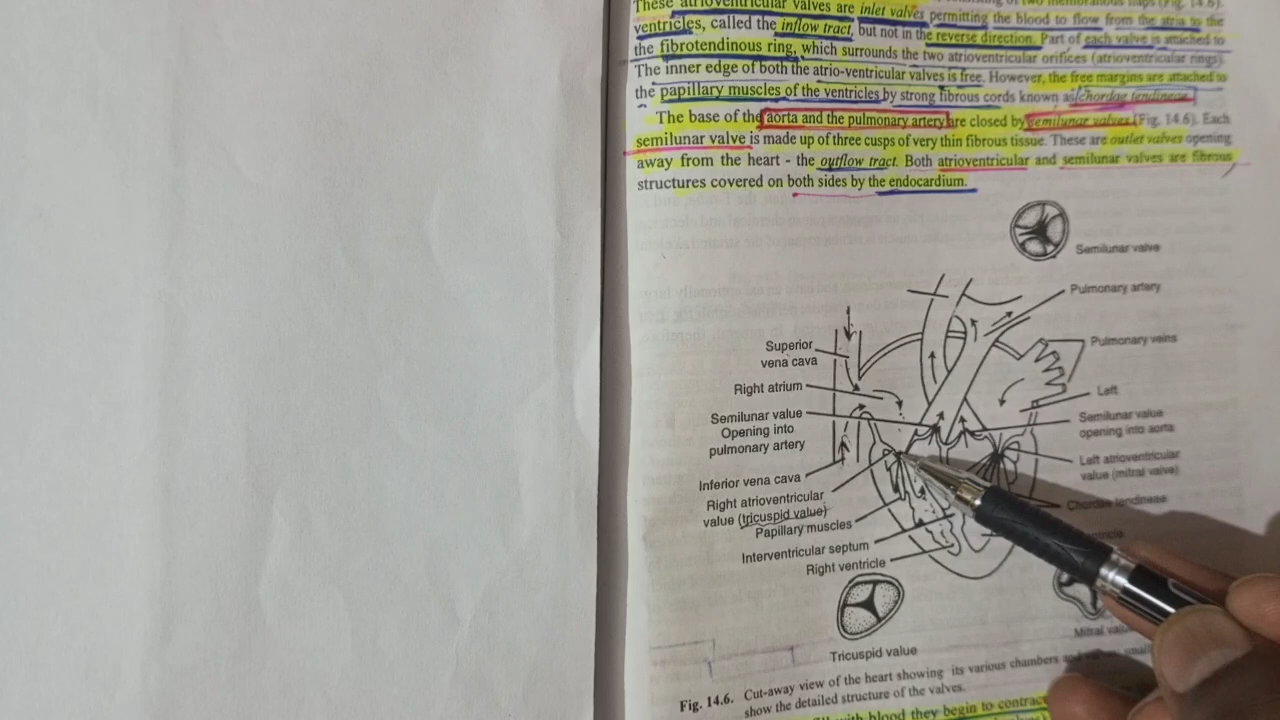 These atrioventricular valves are inlet valves permitting the blood to flow from the atria to the
ventricles, called the inflow tract, but not in the reverse direction. Part of each valve is attached to
the fibrotendinous ring, which surrounds the two atrioventricular orifices (atrioventricular rings).
The inner edge of both the atrio-ventricular valves is free. However, the free margins are attached to
the papillary muscles of the ventricles by strong fibrous cords known as chordae tendineae.
The base of the aorta and the pulmonary artery are closed by semilunar valves (Fig. 14.6). Each
semilunar valve is made up of three cusps of very thin fibrous tissue. These are outlet valves opening
away from the heart - the outflow tract. Both atrioventricular and semilunar valves are fibrous
structures covered on both sides by the endocardium.
Semilunar valve
Pulmonary artery
Pulmonary veins
Superior
vena cava
Right atrium
Left
Semilunar value
Opening into
pulmonary artery
Semilunar value
opening into aorta
Left atrioventricular
value (mitral valve)
Inferior vena cava
Right atrioventricular
value (tricuspid value)
Chordae tendineae
Papillary muscles
Interventricular septum
Right ventricle
Tricuspid value
Mitral
Fig. 14.6. Cut-away view of the heart showing its various chambers
show the detailed structure of the valves.
with blood they begin to contract